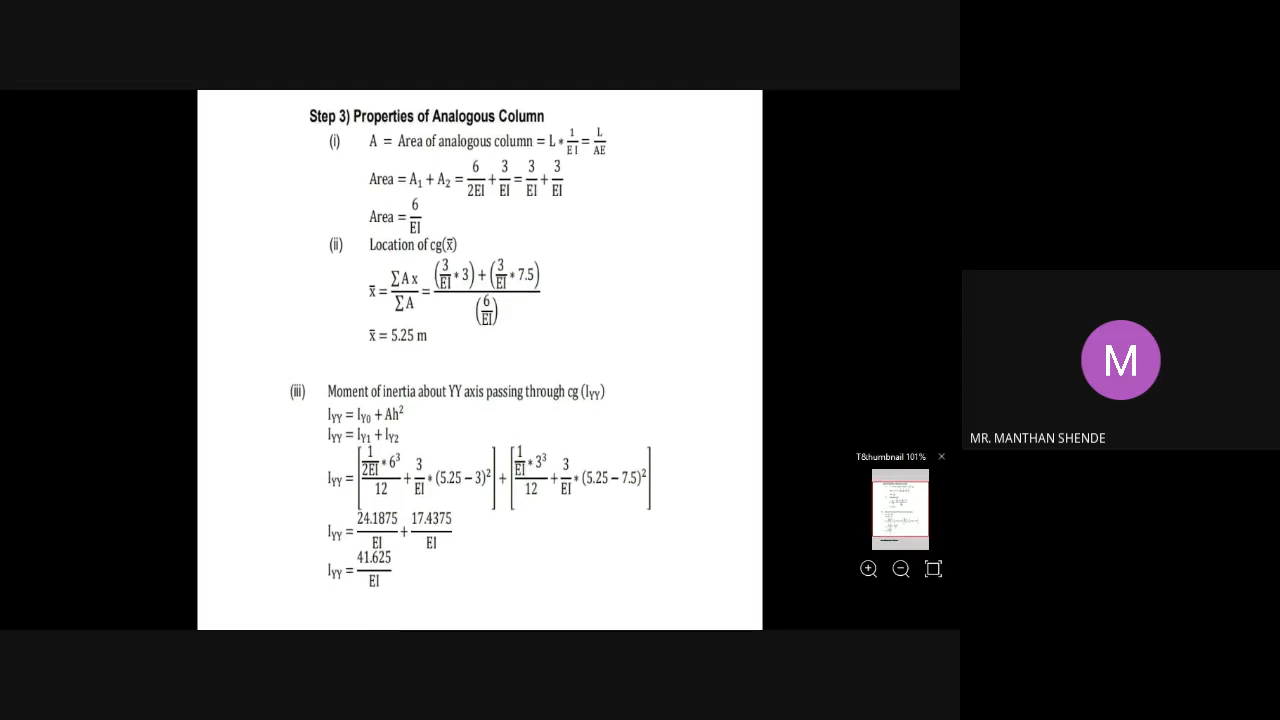 Step 3) Properties of Analogous Column
(i) A = Area of analogous column = L * 1/E I = L/AE
Area = A₁ + A₂ = 6/2EI + 3/EI = 3/EI + 3/EI
Area = 6/EI
(ii) Location of cg(x̄)
x̄ = ∑A x/∑A = ((3/EI * 3) + (3/EI * 7.5))/(6/EI)
x̄ = 5.25 m
(iii) Moment of inertia about YY axis passing through cg (I_YY)
I_YY = I_Y0 + Ah²
I_YY = I_Y1 + I_Y2
I_YY = [(1/2EI * 6³)/12 + 3/EI * (5.25 − 3)²] + [(1/EI * 3³)/12 + 3/EI * (5.25 − 7.5)²]
I_YY = 24.1875/EI + 17.4375/EI
I_YY = 41.625/EI
T8thumbnail 101%
M
MR. MANTHAN SHENDE